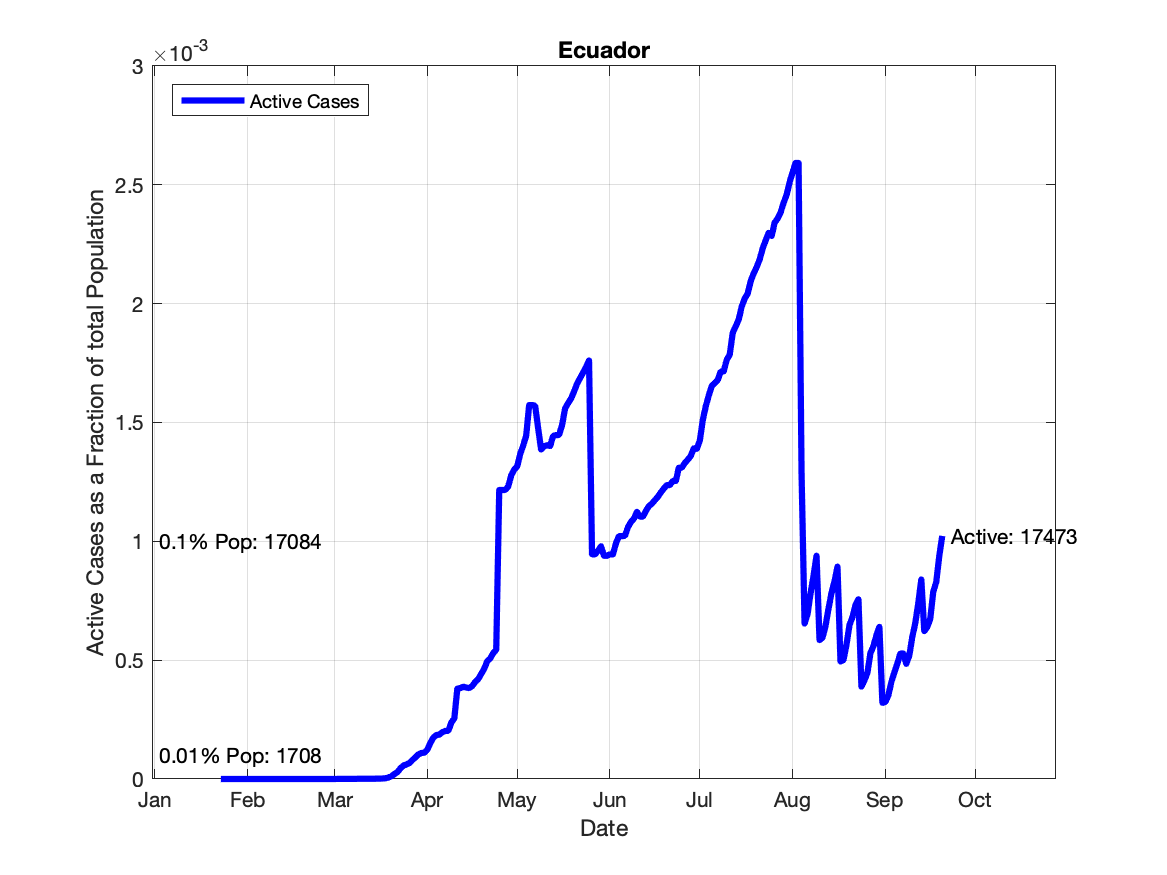 Ecuador
×10-3
3
2.5
2
1.5
1
0.5
0
Active Cases as a Fraction of total Population
Active Cases
0.1% Pop: 17084
0.01% Pop: 1708
Active: 17473
Jan Feb Mar Apr May Jun Jul Aug Sep Oct
Date